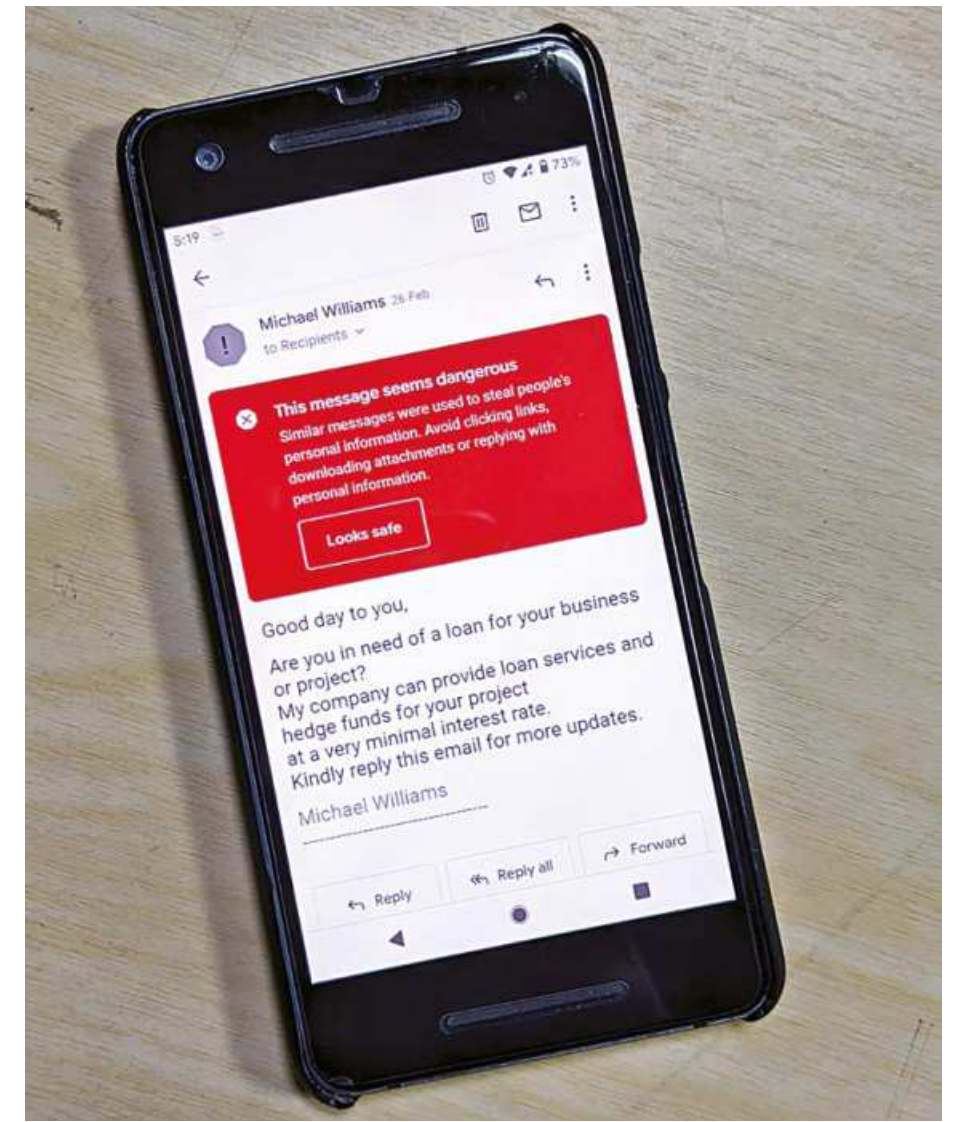 73%
5:19
Michael Williams 26 Feb
to Recipients
This message seems dangerous
Similar messages were used to steal people's
personal information. Avoid clicking links,
downloading attachments or replying with
personal information.
Looks safe
Good day to you,
Are you in need of a loan for your business
or project?
My company can provide loan services and
hedge funds for your project
at a very minimal interest rate.
Kindly reply this email for more updates.
Michael Williams
Reply
Reply all
Forward